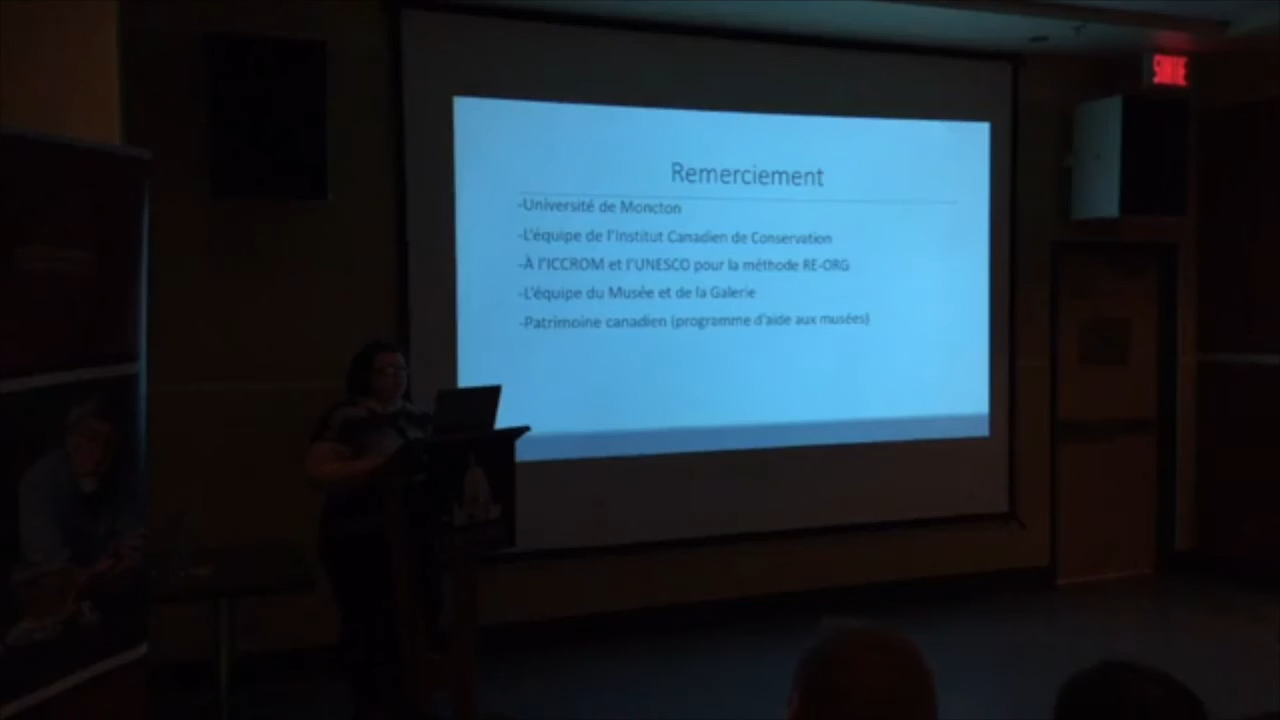 SORTIE
Remerciement
-Université de Moncton
-L'équipe de l'Institut Canadien de Conservation
-À l'ICCROM et l'UNESCO pour la méthode RE-ORG
-L'équipe du Musée et de la Galerie
-Patrimoine canadien (programme d'aide aux musées)